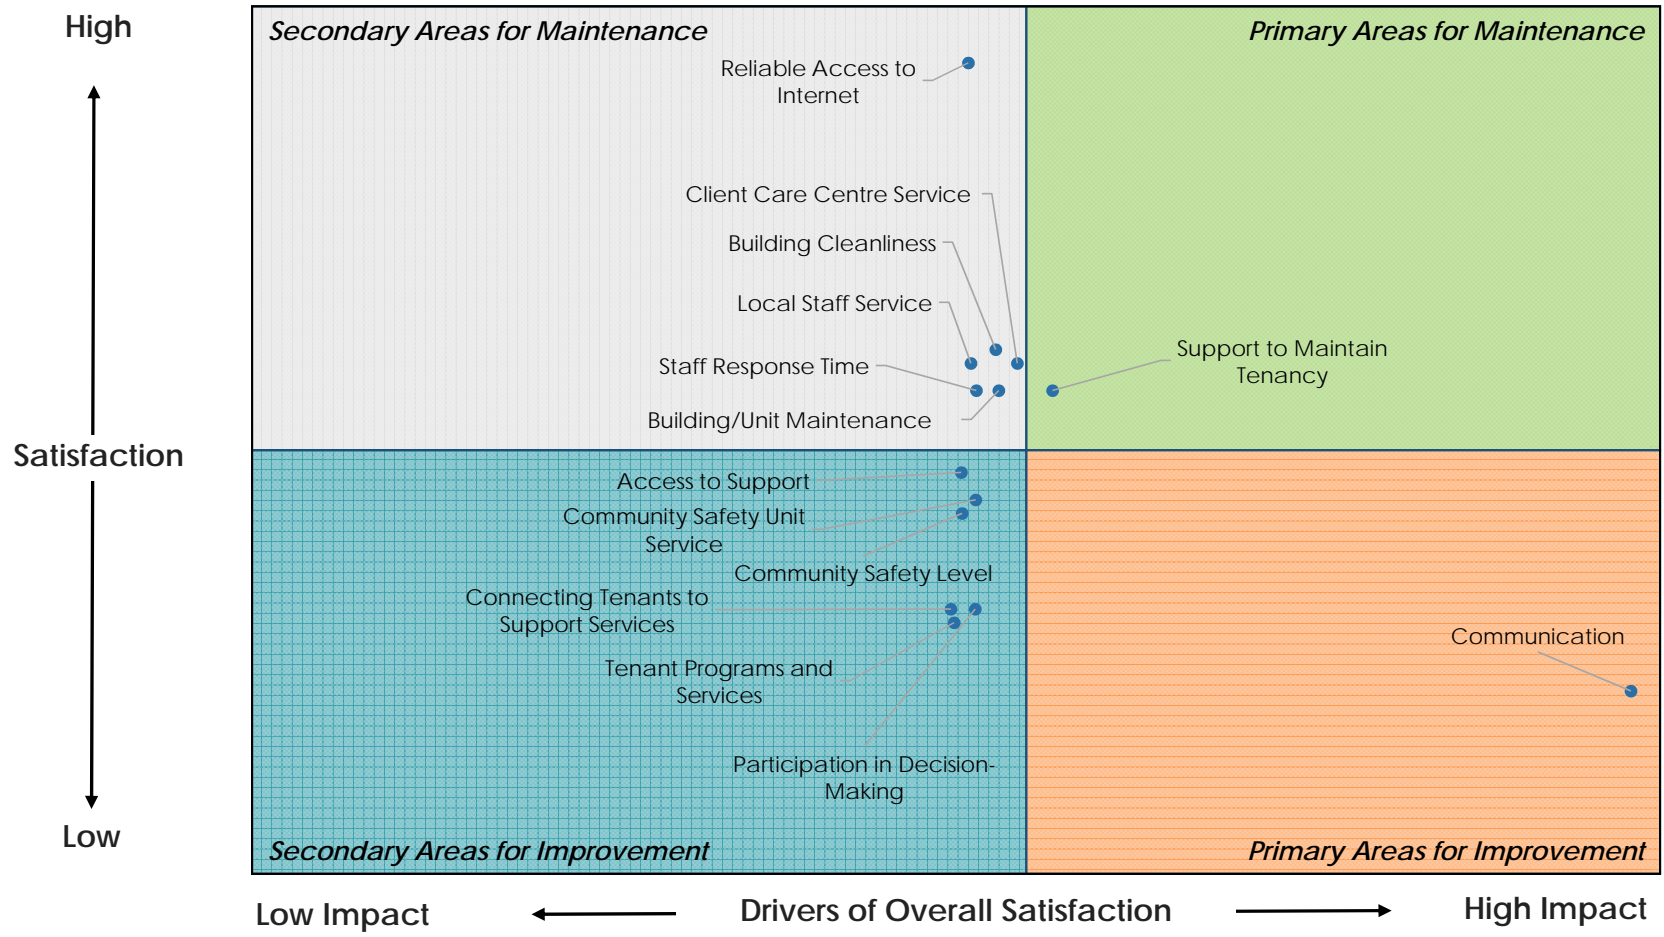 High
Secondary Areas for Maintenance
Primary Areas for Maintenance
Reliable Access to
Internet
Client Care Centre Service
Building Cleanliness
Local Staff Service
Staff Response Time
Support to Maintain
Tenancy
Building/Unit Maintenance
Satisfaction
Access to Support
Community Safety Unit
Service
Community Safety Level
Connecting Tenants to
Support Services
Communication
Tenant Programs and
Services
Participation in Decision-
Making
Low
Secondary Areas for Improvement
Primary Areas for Improvement
Low Impact
Drivers of Overall Satisfaction
High Impact